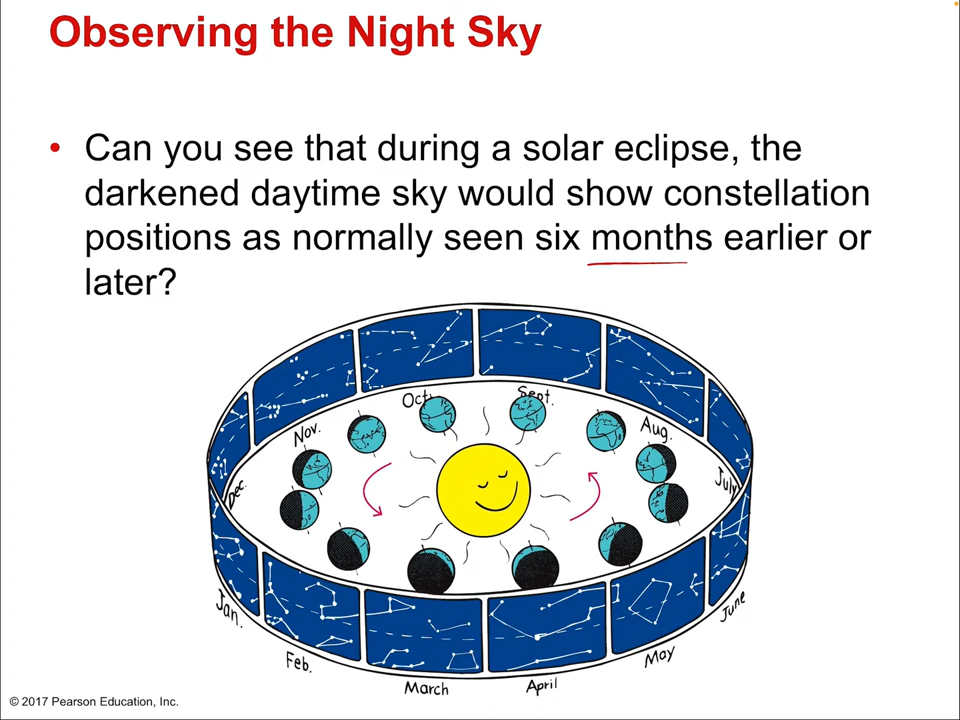 Observing the Night Sky
• Can you see that during a solar eclipse, the
darkened daytime sky would show constellation
positions as normally seen six months earlier or
later?
Oct.
Sept.
Nov.
Aug.
Dec.
July
Jan.
June
Feb.
May
March
April
© 2017 Pearson Education, Inc.